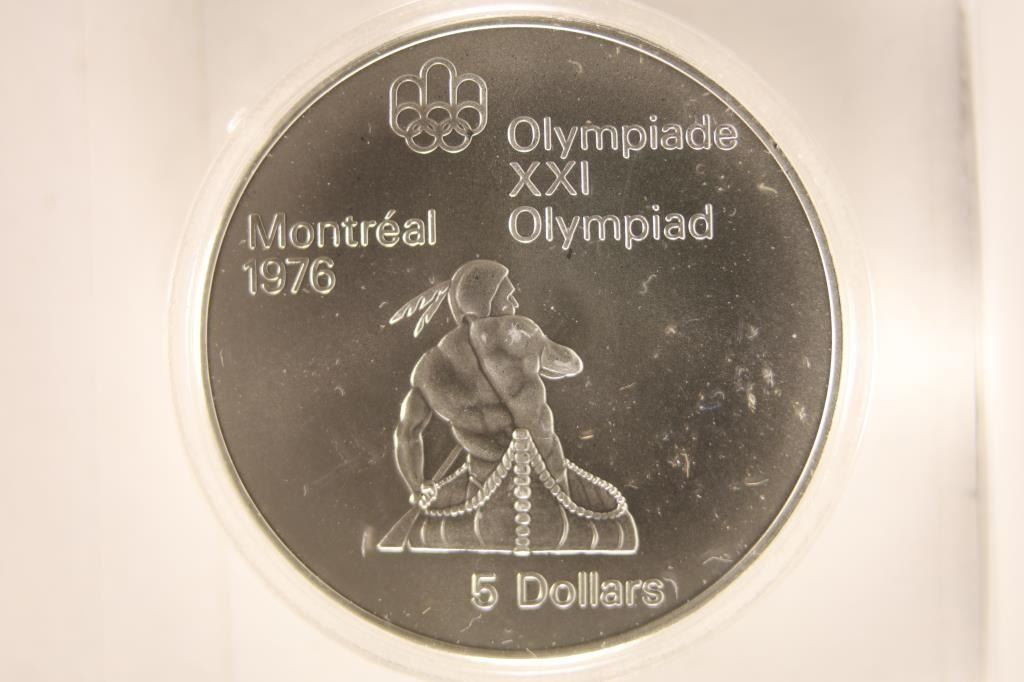 Olympiade
XXI
Olympiad
Montréal
1976
5 Dollars